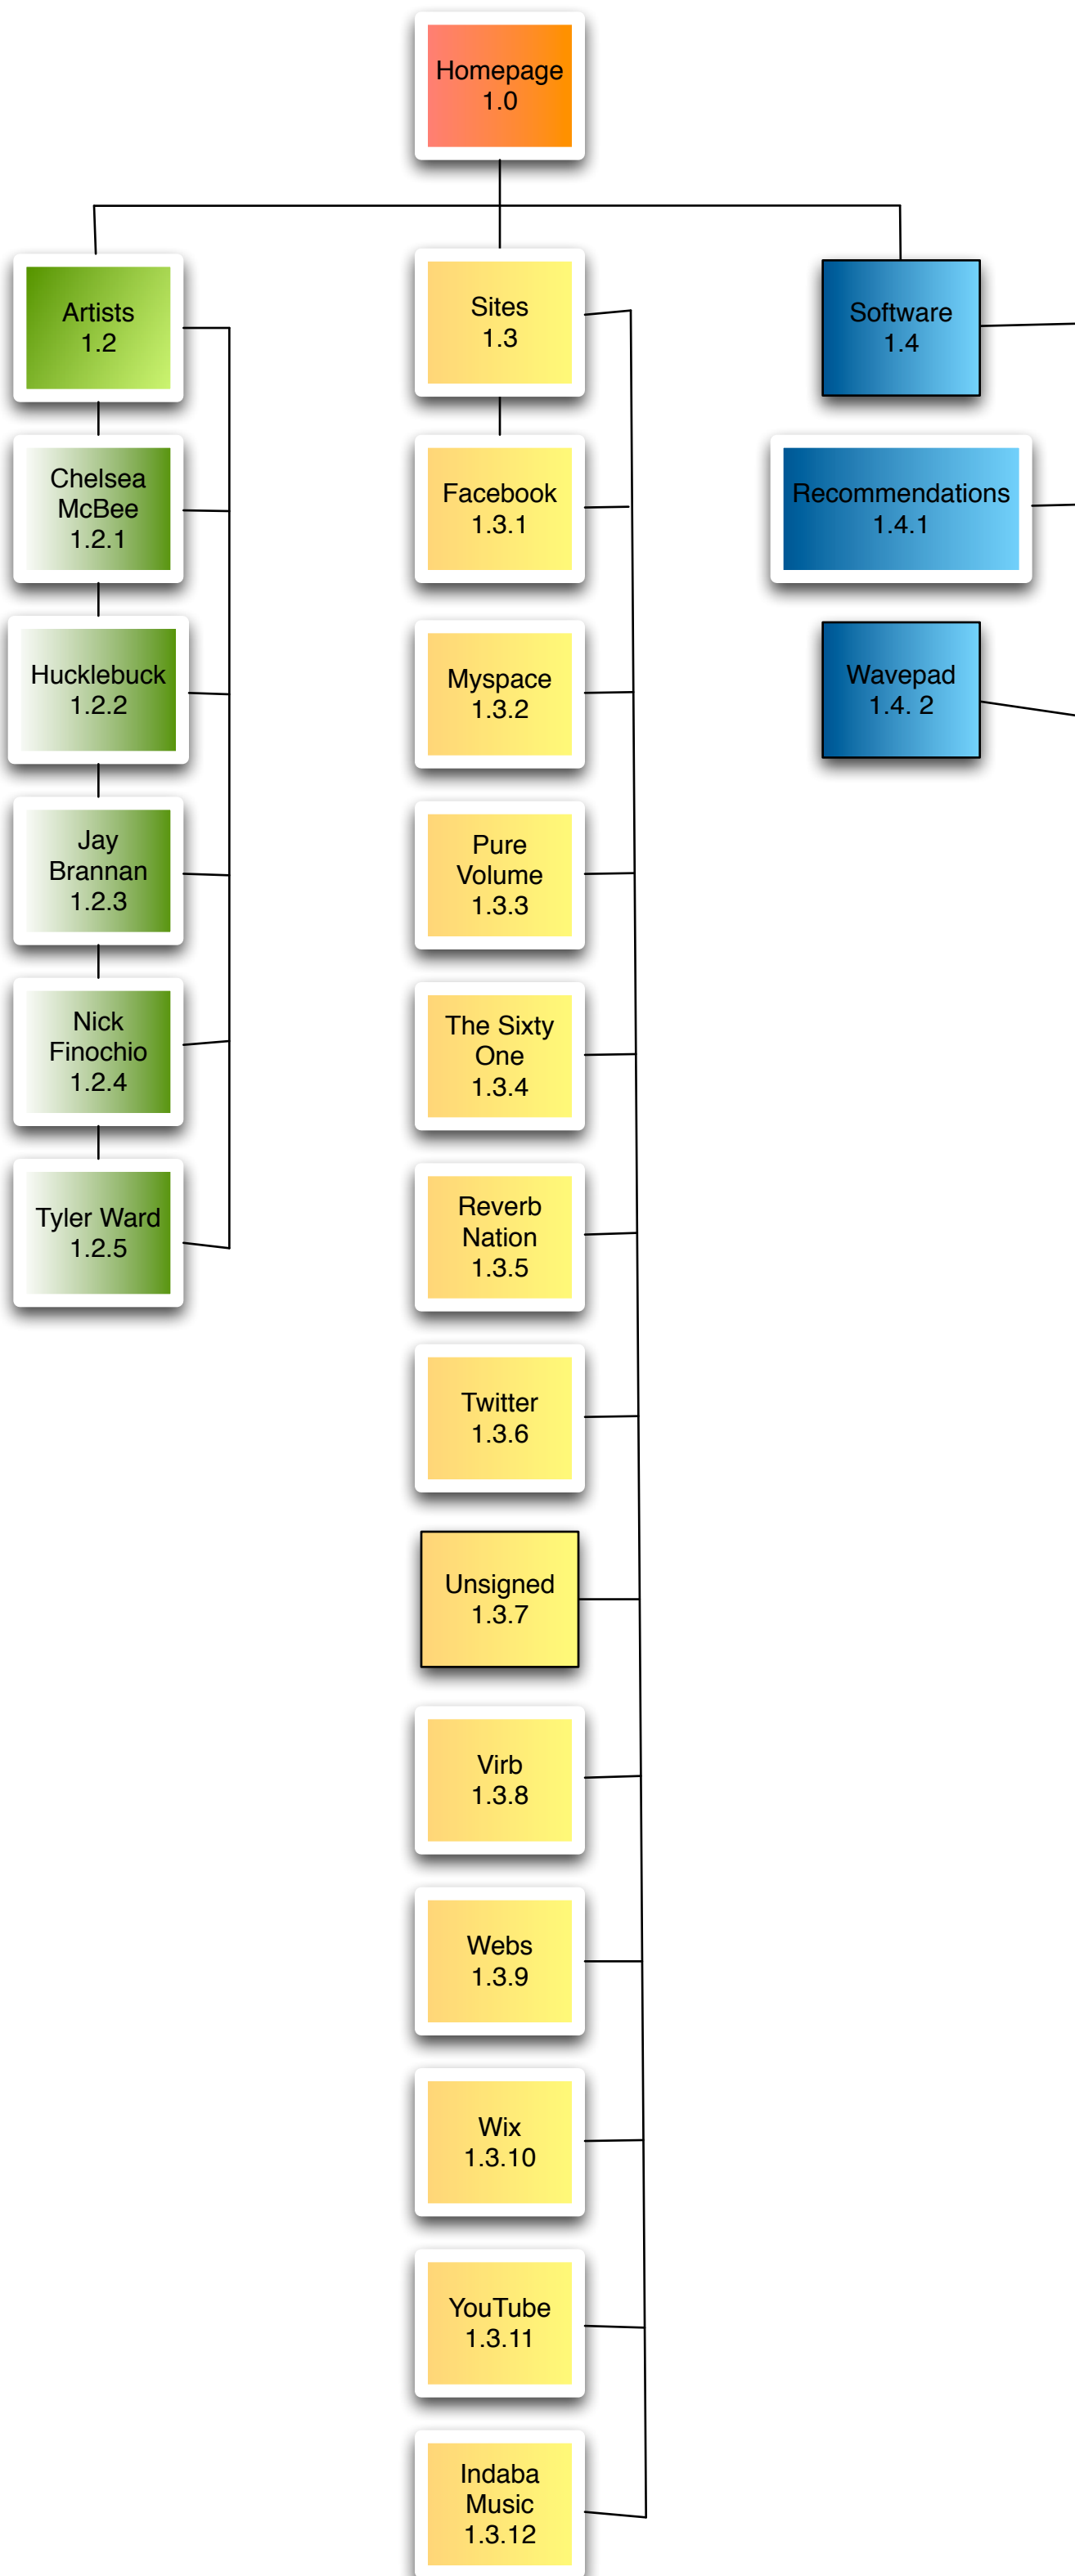 Homepage
1.0
Artists
1.2
Chelsea
McBee
1.2.1
Hucklebuck
1.2.2
Jay
Brannan
1.2.3
Nick
Finochio
1.2.4
Tyler Ward
1.2.5
Sites
1.3
Facebook
1.3.1
Myspace
1.3.2
Pure
Volume
1.3.3
The Sixty
One
1.3.4
Reverb
Nation
1.3.5
Twitter
1.3.6
Unsigned
1.3.7
Virb
1.3.8
Webs
1.3.9
Wix
1.3.10
YouTube
1.3.11
Indaba
Music
1.3.12
Software
1.4
Recommendations
1.4.1
Wavepad
1.4. 2